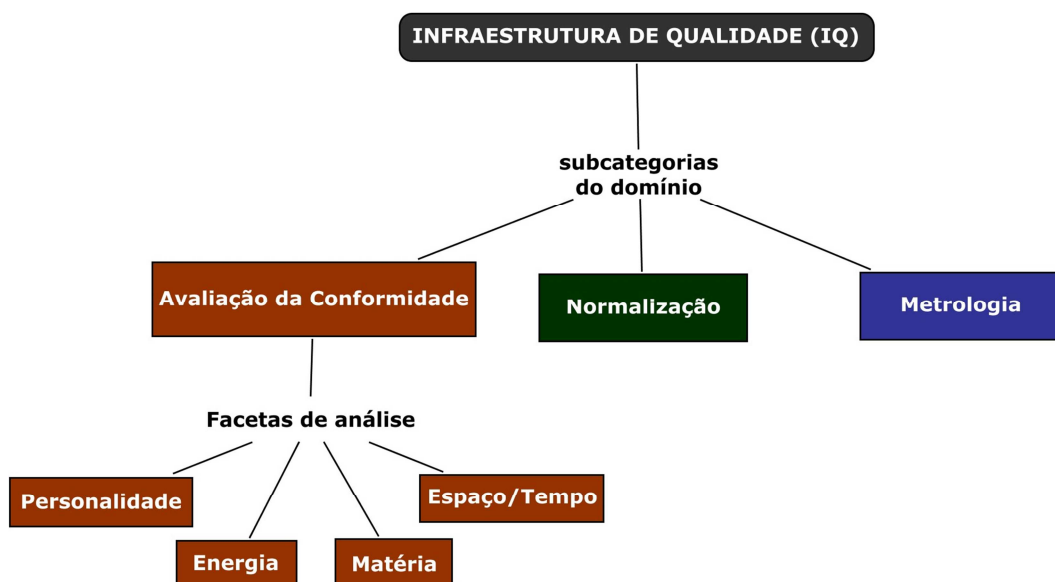 INFRAESTRUTURA DE QUALIDADE (IQ)
subcategorias
do domínio
Avaliação da Conformidade
Normalização
Metrologia
Facetas de análise
Personalidade
Espaço/Tempo
Energia
Matéria